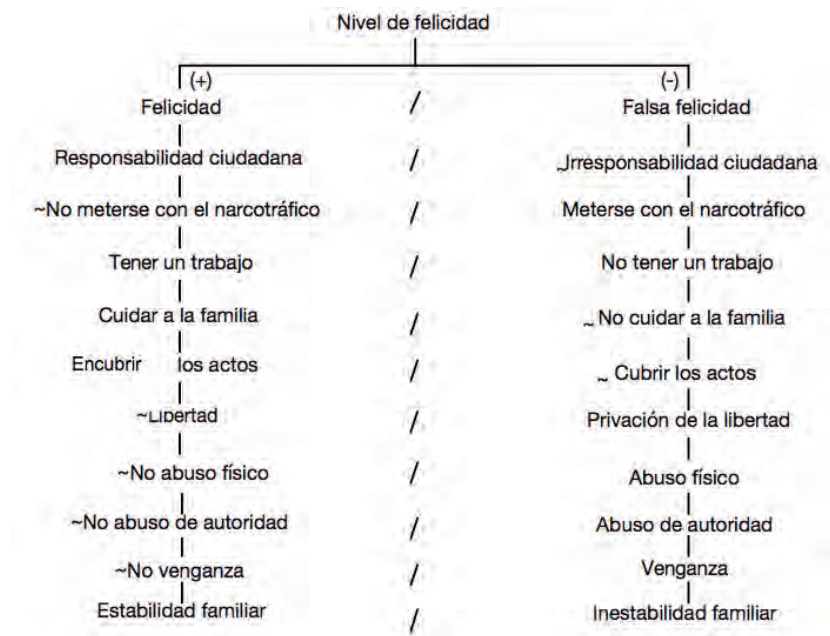 Nivel de felicidad
(+) (-)
Felicidad / Falsa felicidad
Responsabilidad ciudadana / ~Irresponsabilidad ciudadana
~No meterse con el narcotráfico / Meterse con el narcotráfico
Tener un trabajo / No tener un trabajo
Cuidar a la familia / ~ No cuidar a la familia
Encubrir los actos / ~ Cubrir los actos
~Libertad / Privación de la libertad
~No abuso físico / Abuso físico
~No abuso de autoridad / Abuso de autoridad
~No venganza / Venganza
Estabilidad familiar / Inestabilidad familiar